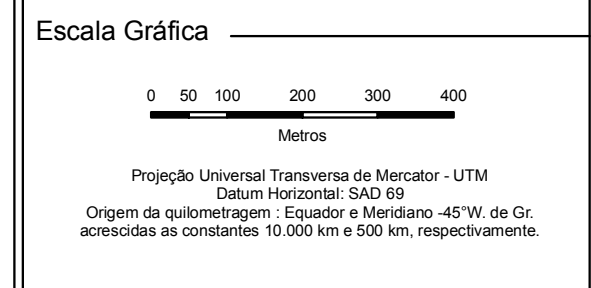 Escala Gráfica
0 50 100 200 300 400
Metros
Projeção Universal Transversa de Mercator - UTM
Datum Horizontal: SAD 69
Origem da quilometragem : Equador e Meridiano -45°W. de Gr.
acrescidas as constantes 10.000 km e 500 km, respectivamente.